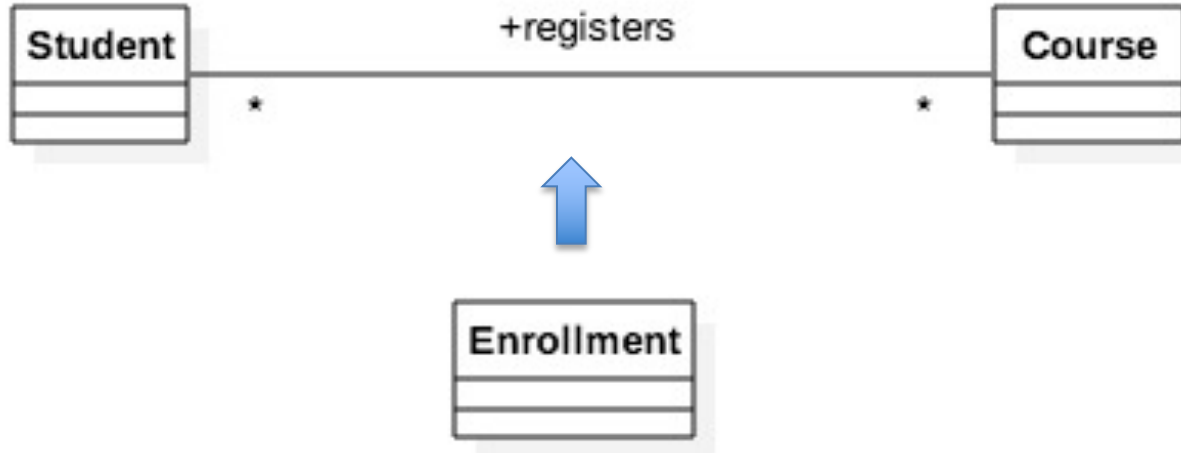 Student
+registers
Course
*
*
Enrollment